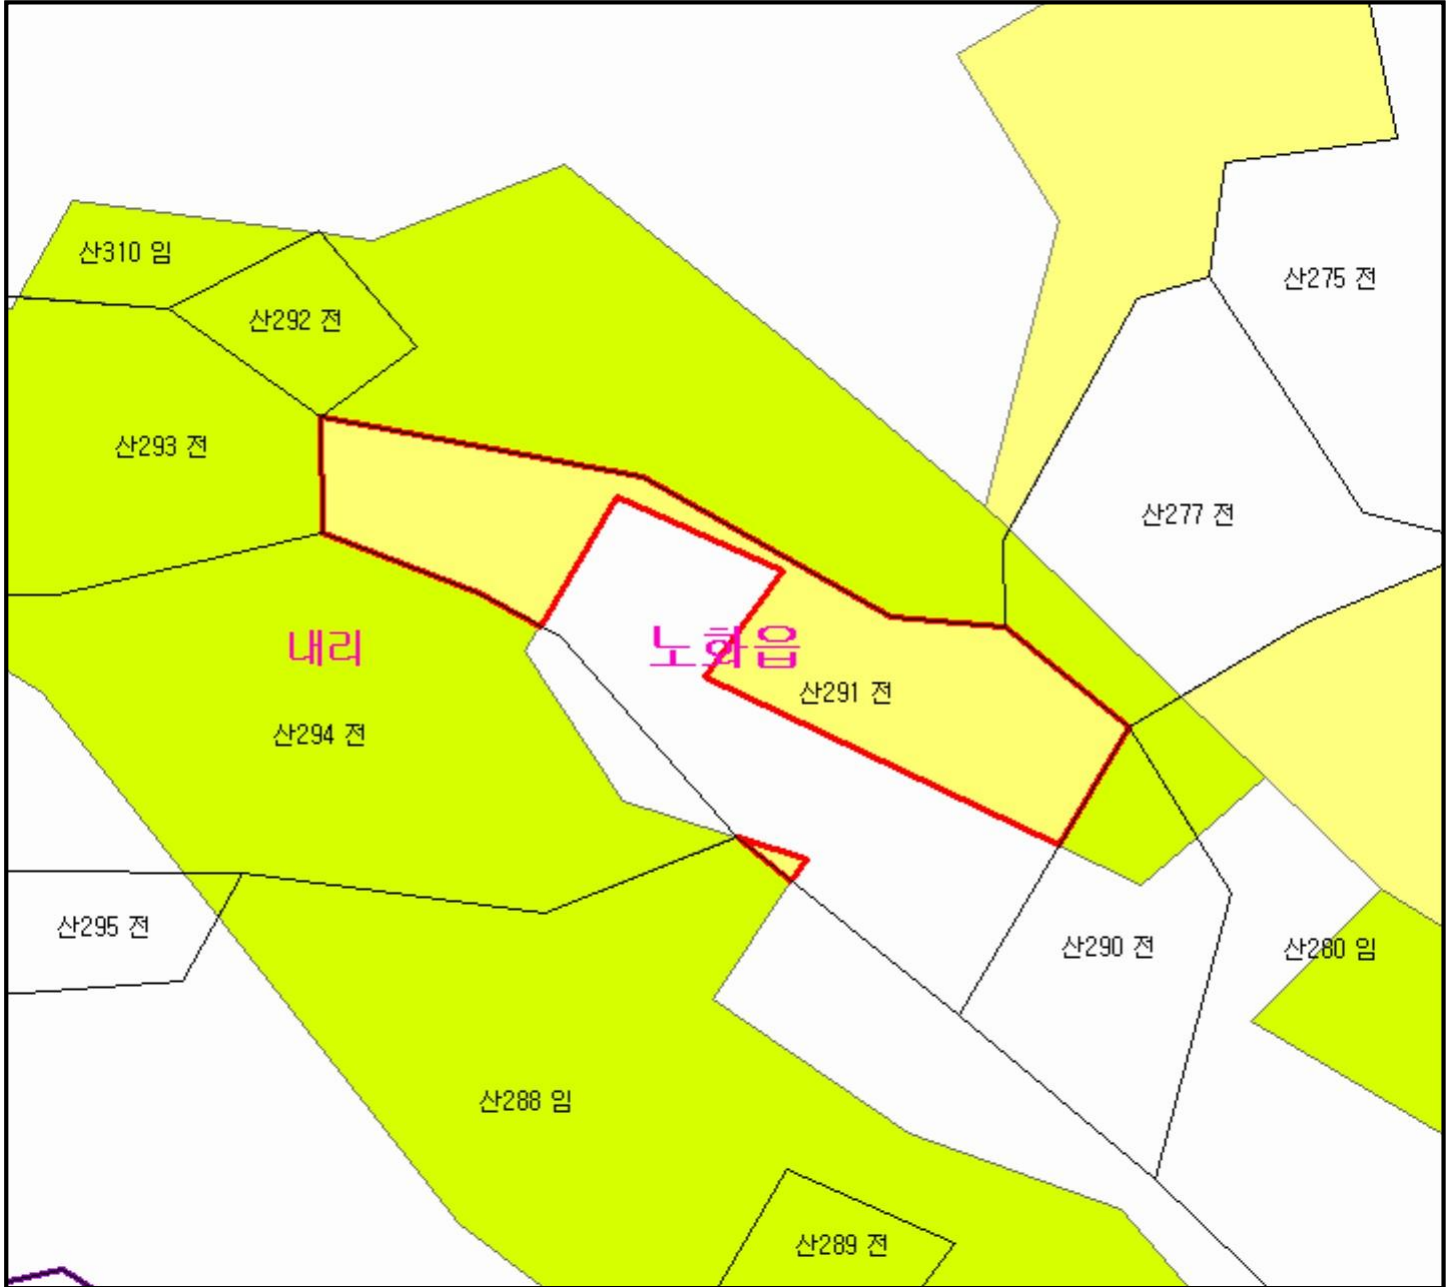 산310 임
산275 전
산292 전
산293 전
산277 전
내리
노화읍
산291 전
산294 전
산295 전
산290 전
산280 임
산288 임
산289 전